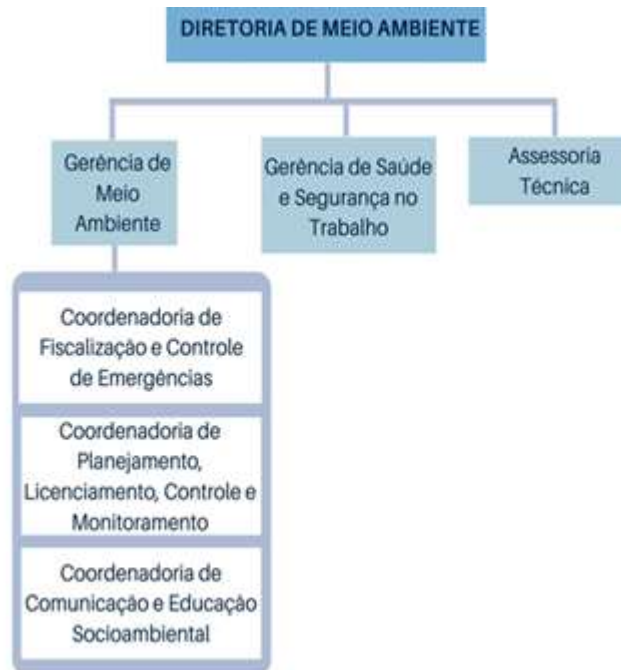 DIRETORIA DE MEIO AMBIENTE
Gerência de
Meio
Ambiente
Gerência de Saúde
e Segurança no
Trabalho
Assessoria
Técnica
Coordenadoria de
Fiscalização e Controle
de Emergências
Coordenadoria de
Planejamento,
Licenciamento, Controle e
Monitoramento
Coordenadoria de
Comunicação e Educação
Socioambiental